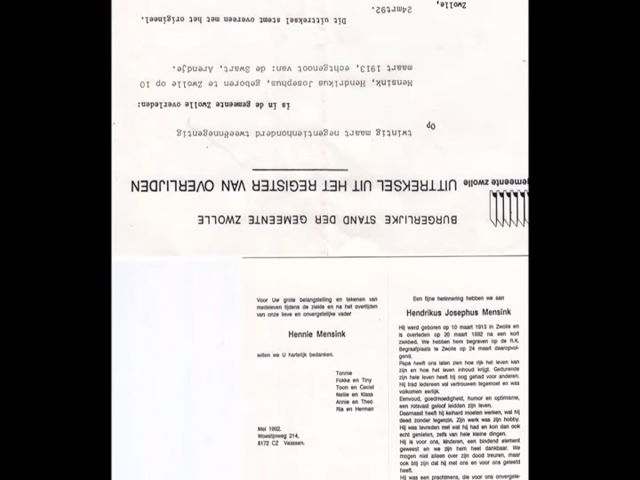 BURGERLIJKE STAND DER GEMEENTE ZWOLLE
gemeente zwolle UITTREKSEL UIT HET REGISTER VAN OVERLIJDEN
Op twintig maart negentienhonderd tweeënnegentig
is in de gemeente Zwolle overleden:
Mensink, Hendrikus Josephus, geboren te Zwolle op 10
maart 1913, echtgenoot van: de Swart, Arendje.
Dit uittreksel stemt overeen met het origineel.
Zwolle, 24mrt92.
Voor Uw grote belangstelling en tekenen van
medeleven tijdens de ziekte en na het overlijden
van onze lieve en onvergetelijke vader
Hennie Mensink
willen we U hartelijk bedanken.
Tonnie
Fokke en Tiny
Toon en Ceciel
Nellie en Klaas
Annie en Theo
Ria en Herman
Mei 1992.
Woestijweg 214,
8172 CZ Vaassen.
Een fijne herinnering hebben we aan
Hendrikus Josephus Mensink
Hij werd geboren op 10 maart 1913 in Zwolle en
is overleden op 20 maart 1992 na een kort
ziekbed. We hebben hem begraven op de R.K.
Begraafplaats te Zwolle op 24 maart daaropvol-
gend.
Papa heeft ons laten zien hoe rijk het leven kan
zijn en hoe het leven inhoud krijgt. Gedurende
zijn hele leven heeft hij oog gehad voor anderen.
Hij trad iedereen vol vertrouwen tegemoet en was
volkomen eerlijk.
Eenvoud, goedmoedigheid, humor en optimisme,
een rotsvast geloof leidden zijn leven.
Daarnaast heeft hij keihard moeten werken, wat hij
deed zonder tegenzin. Zijn werk was zijn hobby.
Hij was tevreden met wat hij had en kon dan ook
echt genieten, zelfs van hele kleine dingen.
Hij is voor ons, kinderen, een bindend element
geweest en we zijn hem heel dankbaar. We
mogen niet alleen over zijn dood treuren, maar
ook blij zijn dat hij met ons en voor ons geleefd
heeft.
Hij was een prachtmens, die voor ons onvergete-